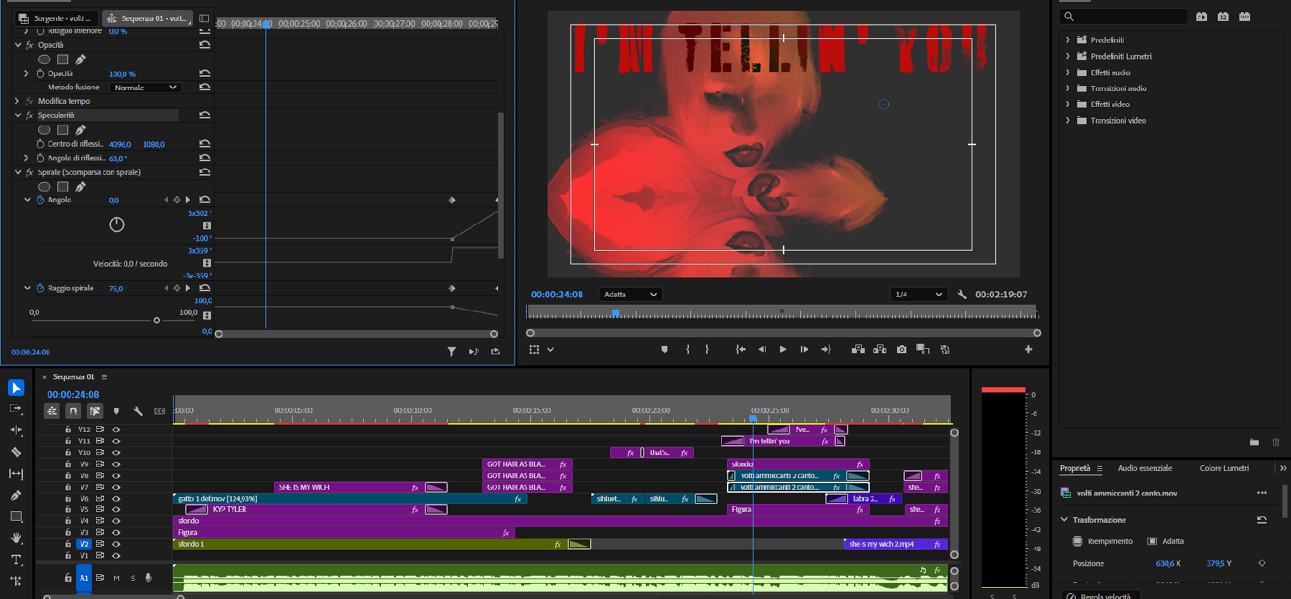 Sorgente - volti ...
Sequenza 01 - volt...
:00 00:00:24:00 00:00:25:00 00:00:26:00 00:00:27:00 00:00:28:00 00:00:29
Ritaglio inferiore 0,0 %
fx Opacità
Opacità 100,0 %
Metodo fusione Normale
fx Modifica tempo
fx Specularità
Centro di riflessi.. 4096,0 1080,0
Angolo di riflessi.. 63,0 °
fx Spirale (Scomparsa con spirale)
Angolo 0,0
3x302 °
-100 °
3x359 °
Velocità: 0,0 / secondo
-3x-359 °
Raggio spirale 75,0
100,0
0,0 100,0
0,0
00:00:24:08
I'M TELLIN' YOU
00:00:24:08 Adatta 1/4 00:02:19:07
Predefiniti
Predefiniti Lumetri
Effetti audio
Transizioni audio
Effetti video
Transizioni video
× Sequenza 01
00:00:24:08
:00:00 00:00:05:00 00:00:10:00 00:00:15:00 00:00:20:00 00:00:25:00 00:00:30:00
V12 I've... fx
V11 I'm tellin' you fx
V10 fx that's... fx
V9 GOT HAIR AS BLA... fx sfondo fx
V8 GOT HAIR AS BLA... fx volti ammiccanti 2 canto... fx fx
V7 SHE IS MY WICH fx GOT HAIR AS BLA... fx volti ammiccanti 2 canto... fx she... fx
V6 gatto 1 def.mov [124,93%] fx sihluet... fx sihlu... fx labra 2... fx
V5 KYP TYLER fx Figura fx she... fx
V4 sfondo fx
V3 Figura fx
V2 sfondo 1 fx she is my wich 2.mp4 fx
V1
A1 M S fx
0
-6
-12
-18
-24
-30
-36
-42
-48
-54
dB
S S
Proprietà Audio essenziale Colore Lumetri
volti ammiccanti 2 canto.mov
Trasformazione
Riempimento Adatta
Posizione 630,6 X 379,5 Y
Regola velocità